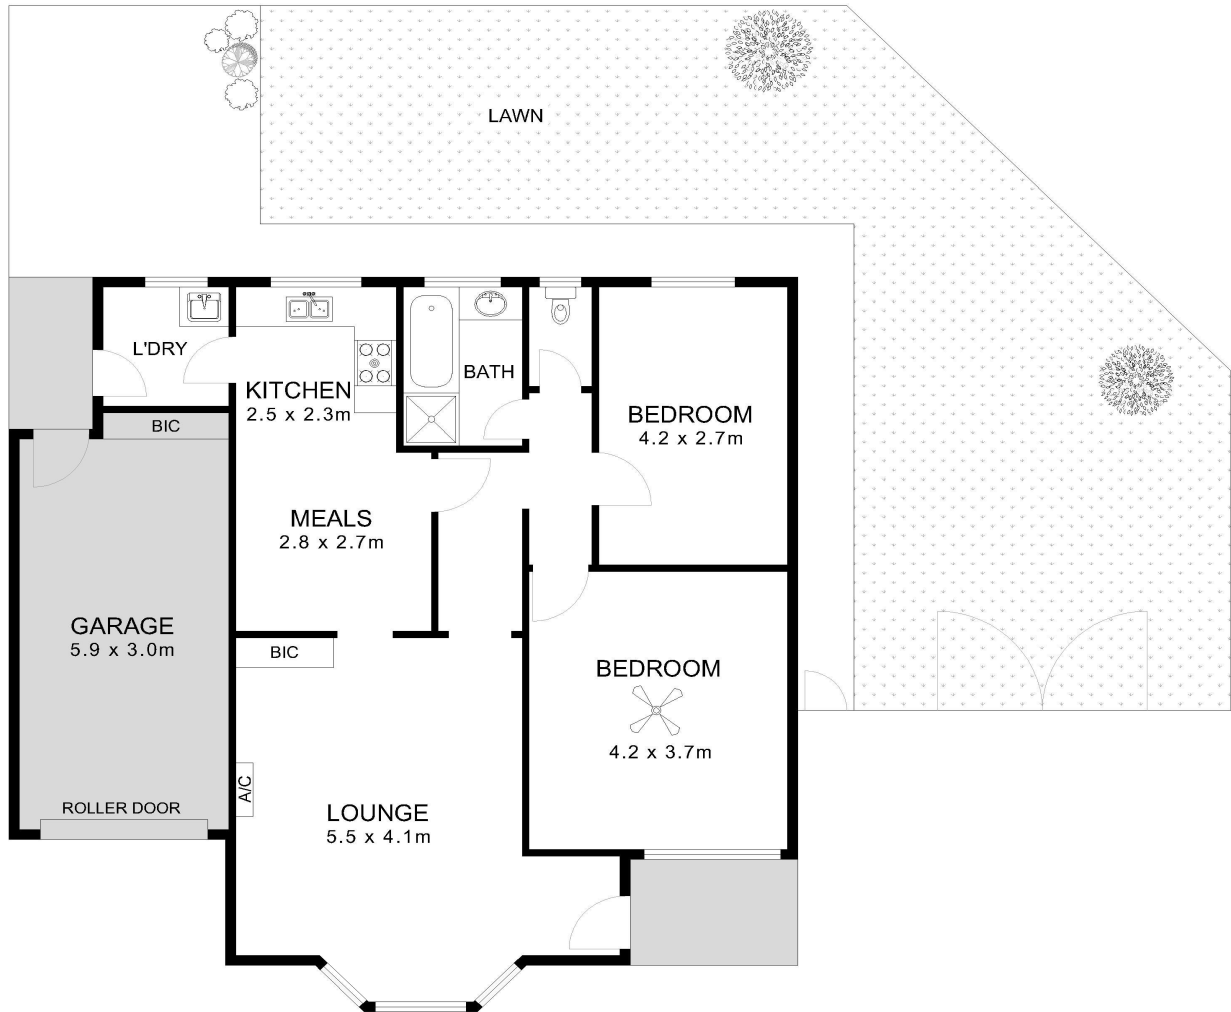 LAWN
L'DRY
KITCHEN
2.5 x 2.3m
BATH
BIC
BEDROOM
4.2 x 2.7m
MEALS
2.8 x 2.7m
GARAGE
5.9 x 3.0m
BIC
BEDROOM
4.2 x 3.7m
A/C
ROLLER DOOR
LOUNGE
5.5 x 4.1m